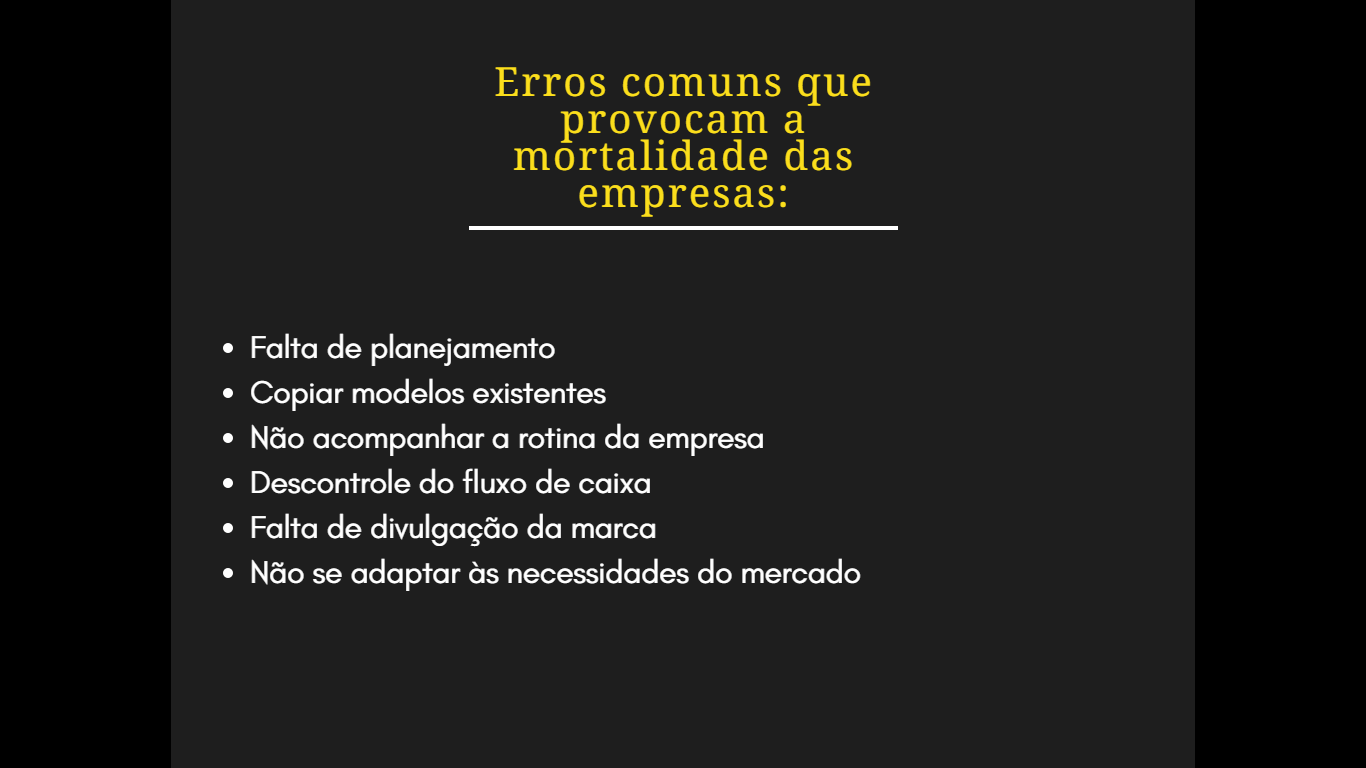 Erros comuns que
provocam a
mortalidade das
empresas:
• Falta de planejamento
• Copiar modelos existentes
• Não acompanhar a rotina da empresa
• Descontrole do fluxo de caixa
• Falta de divulgação da marca
• Não se adaptar às necessidades do mercado